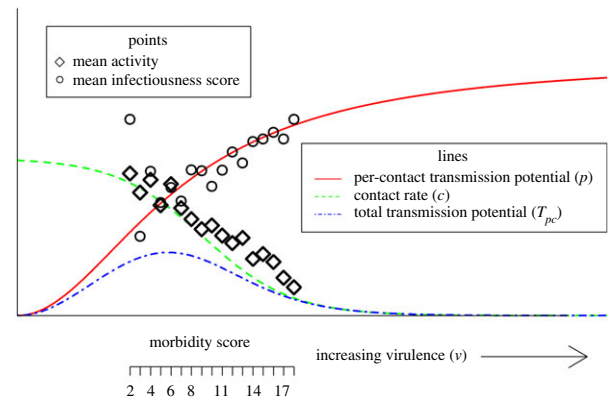 points
mean activity
mean infectiousness score
lines
per-contact transmission potential (p)
contact rate (c)
total transmission potential (Tpc)
morbidity score
increasing virulence (v)
2 4 6 8 11 14 17